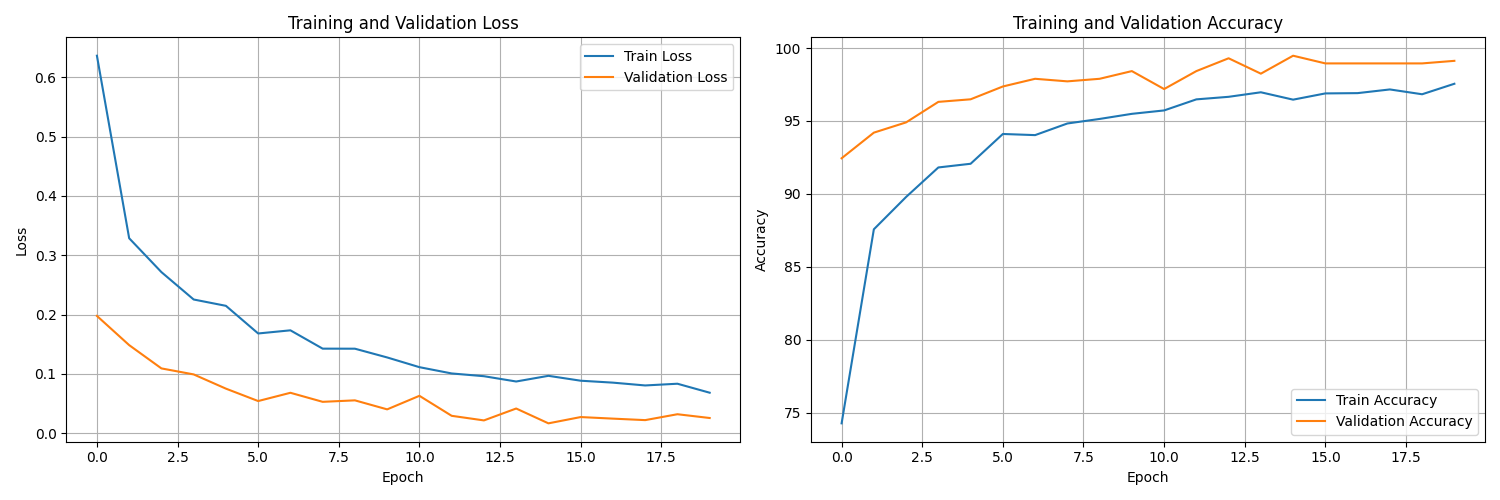 Training and Validation Loss
Train Loss
Validation Loss
0.6
0.5
0.4
0.3
0.2
0.1
0.0
Loss
0.0 2.5 5.0 7.5 10.0 12.5 15.0 17.5
Epoch
Training and Validation Accuracy
100
95
90
85
80
75
Accuracy
Train Accuracy
Validation Accuracy
0.0 2.5 5.0 7.5 10.0 12.5 15.0 17.5
Epoch